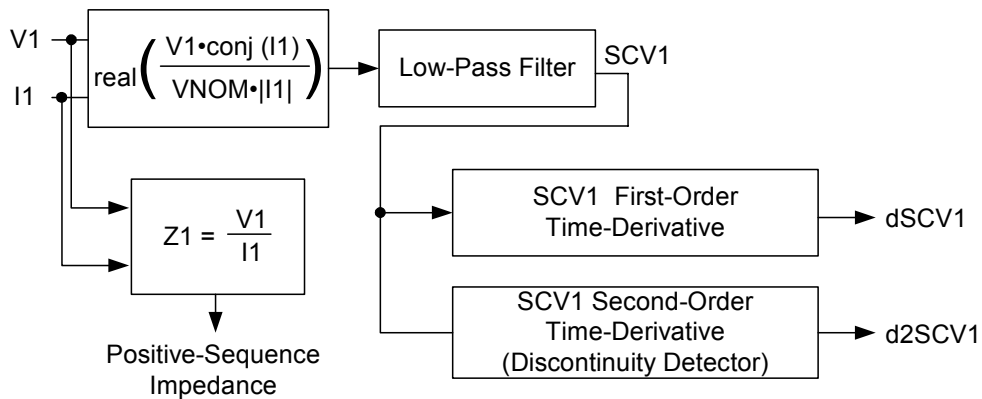 V1
I1
real( V1•conj (I1) / VNOM•|I1| )
Low-Pass Filter
SCV1
Z1 = V1 / I1
Positive-Sequence
Impedance
SCV1 First-Order
Time-Derivative
dSCV1
SCV1 Second-Order
Time-Derivative
(Discontinuity Detector)
d2SCV1